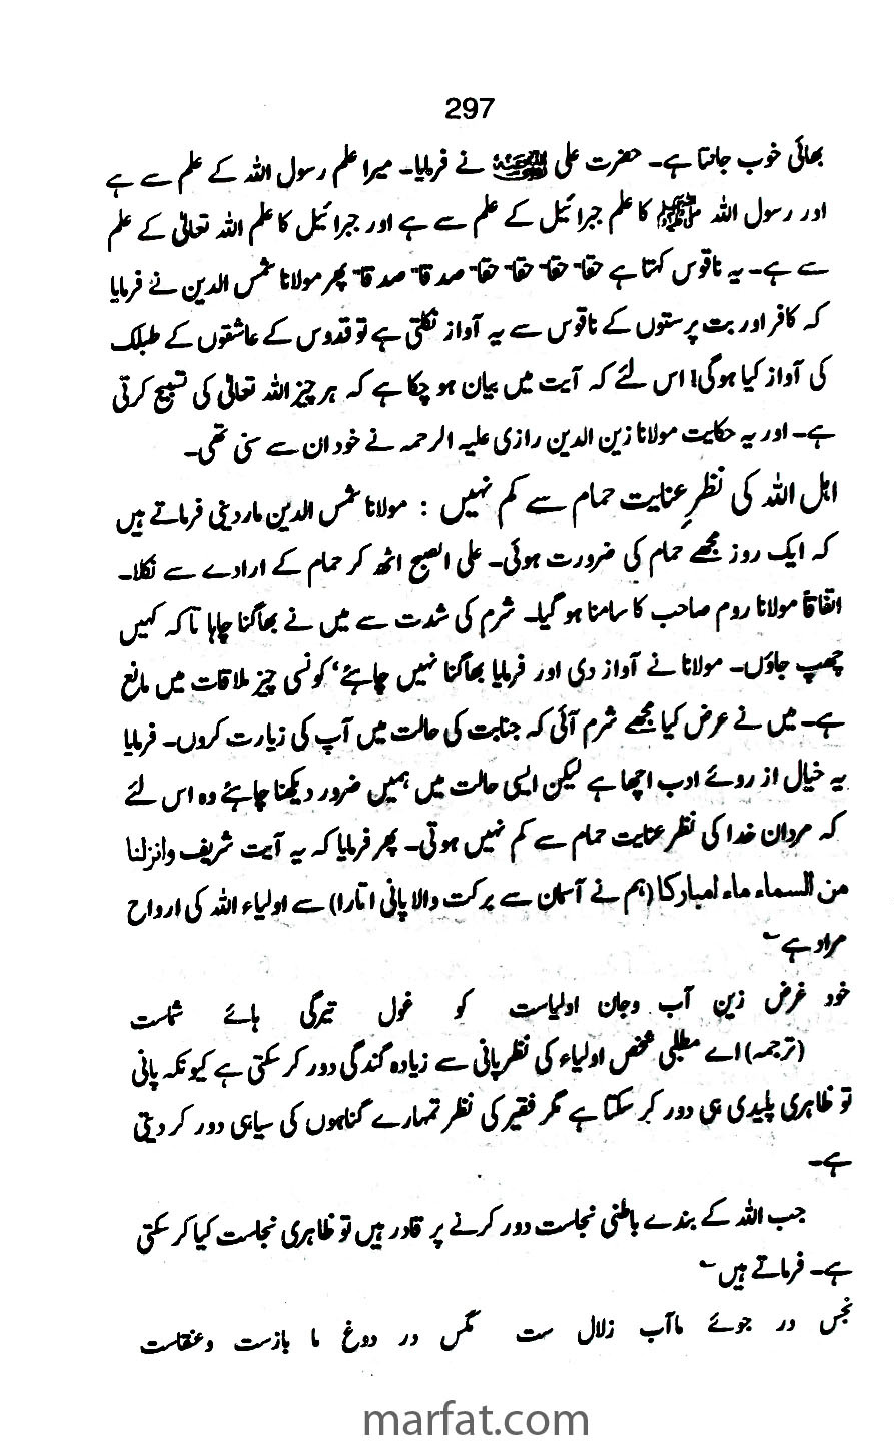 297
بھائی خوب جانتا ہے۔ حضرت علی رضی اللہ عنہ نے فرمایا۔ میرا علم رسول اللہ کے علم سے ہے
اور رسول اللہ ﷺ کا علم جبرائیل کے علم سے ہے اور جبرائیل کا علم اللہ تعالیٰ کے علم
سے ہے۔ یہ ناقوس کہتا ہے حقا" حقا" حقا" حقا" صدقا" صدقا" پھر مولانا شمس الدین نے فرمایا
کہ کافر اور بت پرستوں کے ناقوس سے یہ آواز نکلتی ہے تو قدوس کے عاشقوں کے طبلک
کی آواز کیا ہوگی! اس لئے کہ آیت میں بیان ہو چکا ہے کہ ہر چیز اللہ تعالیٰ کی تسبیح کرتی
ہے۔ اور یہ حکایت مولانا زین الدین رازی علیہ الرحمہ نے خود ان سے سنی تھی۔
اہل اللہ کی نظرِ عنایت حمام سے کم نہیں : مولانا شمس الدین ماردینی فرماتے ہیں
کہ ایک روز مجھے حمام کی ضرورت ہوئی۔ علی الصبح اٹھ کر حمام کے ارادے سے نکلا۔
اتفاقاً مولانا روم صاحب کا سامنا ہو گیا۔ شرم کی شدت سے میں نے بھاگنا چاہا تاکہ کہیں
چھپ جاؤں۔ مولانا نے آواز دی اور فرمایا بھاگنا نہیں چاہئے' کونسی چیز ملاقات میں مانع
ہے۔ میں نے عرض کیا مجھے شرم آئی کہ جنابت کی حالت میں آپ کی زیارت کروں۔ فرمایا
یہ خیال از روئے ادب اچھا ہے لیکن ایسی حالت میں ہمیں ضرور دیکھنا چاہئے وہ اس لئے
کہ مردان خدا کی نظر عنایت حمام سے کم نہیں ہوتی۔ پھر فرمایا کہ یہ آیت شریف وانزلنا
من السماء ماء لمبارکا (ہم نے آسمان سے برکت والا پانی اتارا) سے اولیاء اللہ کی ارواح
مراد ہے ؎
خود غرض زین آب وجان اولیاست کو غول تیرگی ہائے شماست
(ترجمہ) اے مطلبی شخص اولیاء کی نظر پانی سے زیادہ گندگی دور کر سکتی ہے کیونکہ پانی
تو ظاہری پلیدی ہی دور کر سکتا ہے مگر فقیر کی نظر تمہارے گناہوں کی سیاہی دور کر دیتی
ہے۔
جب اللہ کے بندے باطنی نجاست دور کرنے پر قادر ہیں تو ظاہری نجاست کیا کر سکتی
ہے۔ فرماتے ہیں ؎
نجس در جوئے ماآب زلال ست مگس در دوغ ما بازست وعنقاست
marfat.com